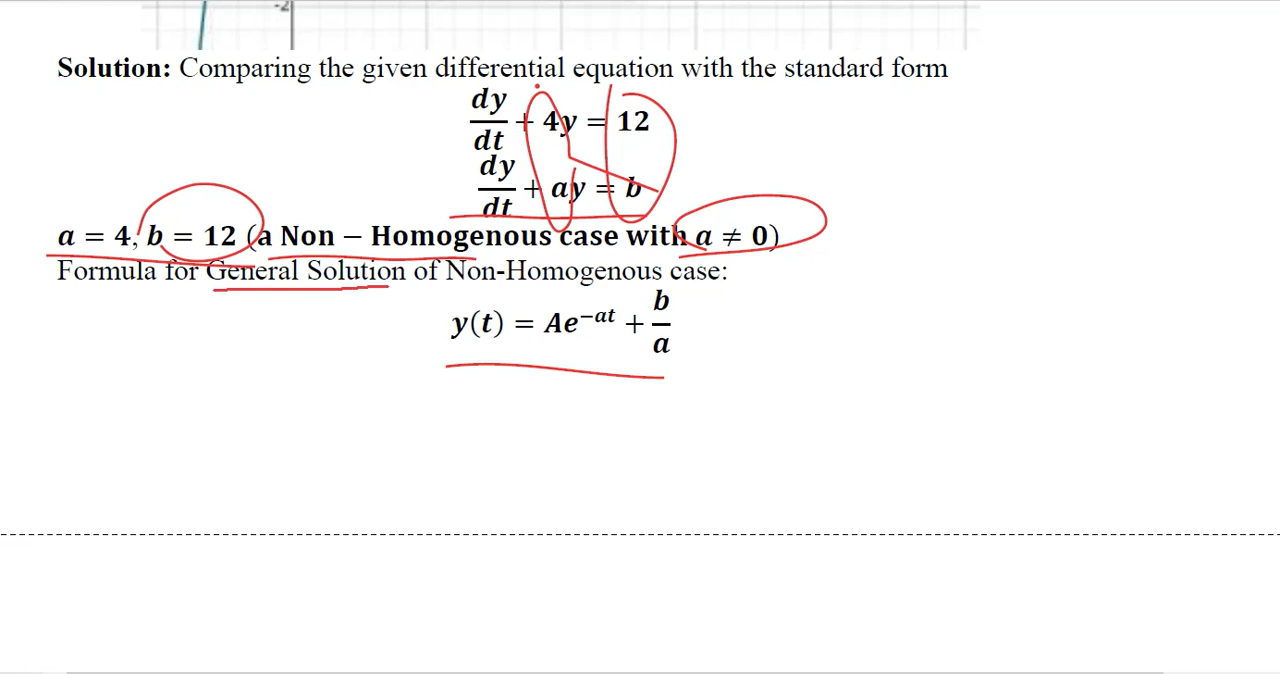 -2
Solution: Comparing the given differential equation with the standard form
dy/dt + 4y = 12
dy/dt + ay = b
a = 4, b = 12 (a Non − Homogenous case with a ≠ 0)
Formula for General Solution of Non-Homogenous case:
y(t) = Ae^{−at} + b/a